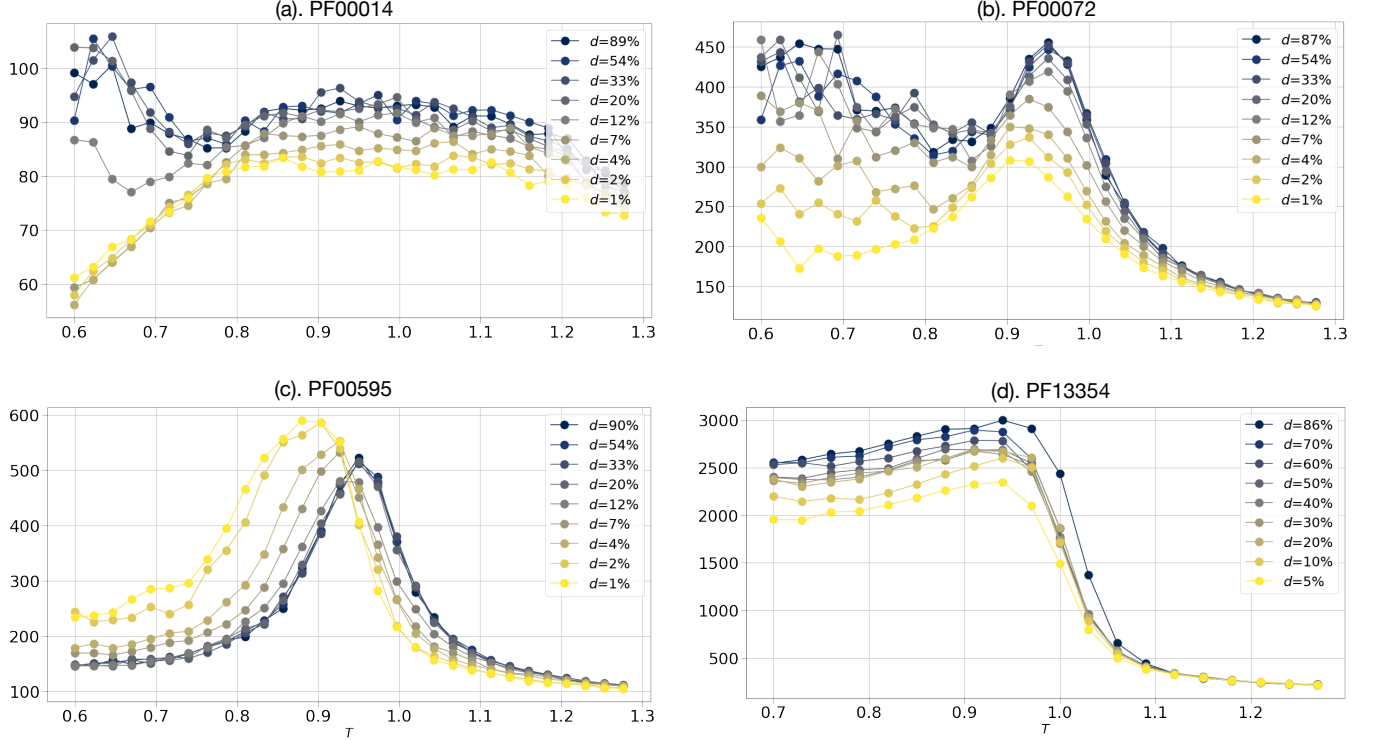 (a). PF00014
100
90
80
70
60
0.6 0.7 0.8 0.9 1.0 1.1 1.2 1.3
d=89%
d=54%
d=33%
d=20%
d=12%
d=7%
d=4%
d=2%
d=1%
(b). PF00072
450
400
350
300
250
200
150
0.6 0.7 0.8 0.9 1.0 1.1 1.2 1.3
d=87%
d=54%
d=33%
d=20%
d=12%
d=7%
d=4%
d=2%
d=1%
(c). PF00595
600
500
400
300
200
100
0.6 0.7 0.8 0.9 1.0 1.1 1.2 1.3
T
d=90%
d=54%
d=33%
d=20%
d=12%
d=7%
d=4%
d=2%
d=1%
(d). PF13354
3000
2500
2000
1500
1000
500
0.7 0.8 0.9 1.0 1.1 1.2
T
d=86%
d=70%
d=60%
d=50%
d=40%
d=30%
d=20%
d=10%
d=5%